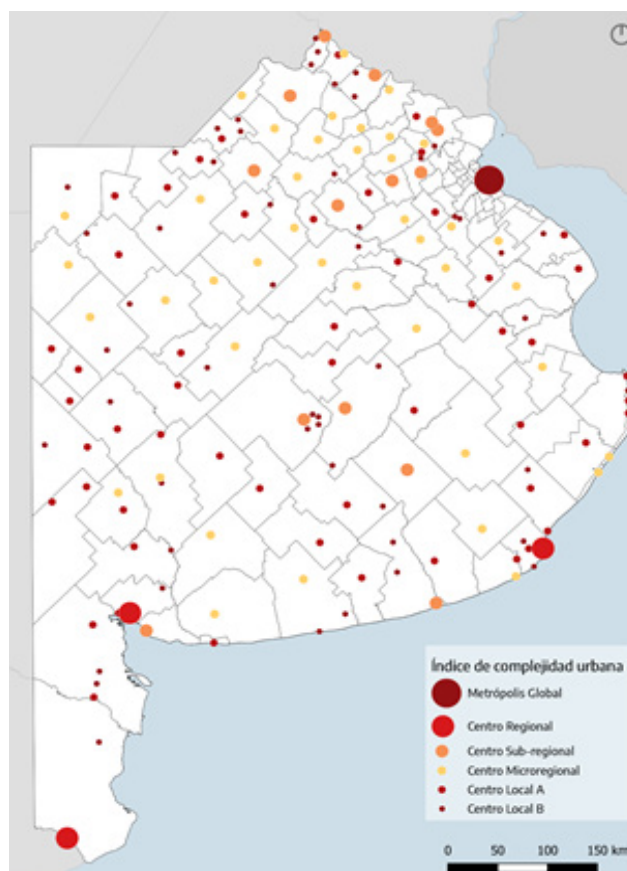 Índice de complejidad urbana
Metrópolis Global
Centro Regional
Centro Sub-regional
Centro Microregional
Centro Local A
Centro Local B
0 50 100 150 km